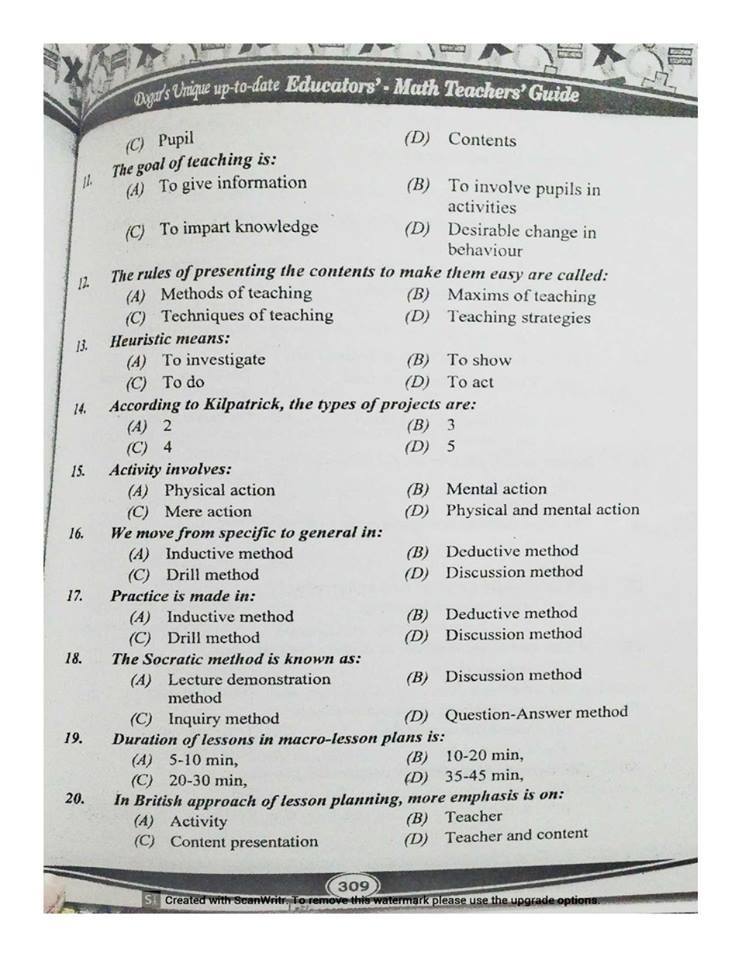 Dogar's Unique up-to-date Educators' - Math Teachers' Guide
(C) Pupil (D) Contents
11. The goal of teaching is:
(A) To give information (B) To involve pupils in
activities
(C) To impart knowledge (D) Desirable change in
behaviour
12. The rules of presenting the contents to make them easy are called:
(A) Methods of teaching (B) Maxims of teaching
(C) Techniques of teaching (D) Teaching strategies
13. Heuristic means:
(A) To investigate (B) To show
(C) To do (D) To act
14. According to Kilpatrick, the types of projects are:
(A) 2 (B) 3
(C) 4 (D) 5
15. Activity involves:
(A) Physical action (B) Mental action
(C) Mere action (D) Physical and mental action
16. We move from specific to general in:
(A) Inductive method (B) Deductive method
(C) Drill method (D) Discussion method
17. Practice is made in:
(A) Inductive method (B) Deductive method
(C) Drill method (D) Discussion method
18. The Socratic method is known as:
(A) Lecture demonstration (B) Discussion method
method
(C) Inquiry method (D) Question-Answer method
19. Duration of lessons in macro-lesson plans is:
(A) 5-10 min, (B) 10-20 min,
(C) 20-30 min, (D) 35-45 min,
20. In British approach of lesson planning, more emphasis is on:
(A) Activity (B) Teacher
(C) Content presentation (D) Teacher and content
309
Created with ScanWritr. To remove this watermark please use the upgrade options.